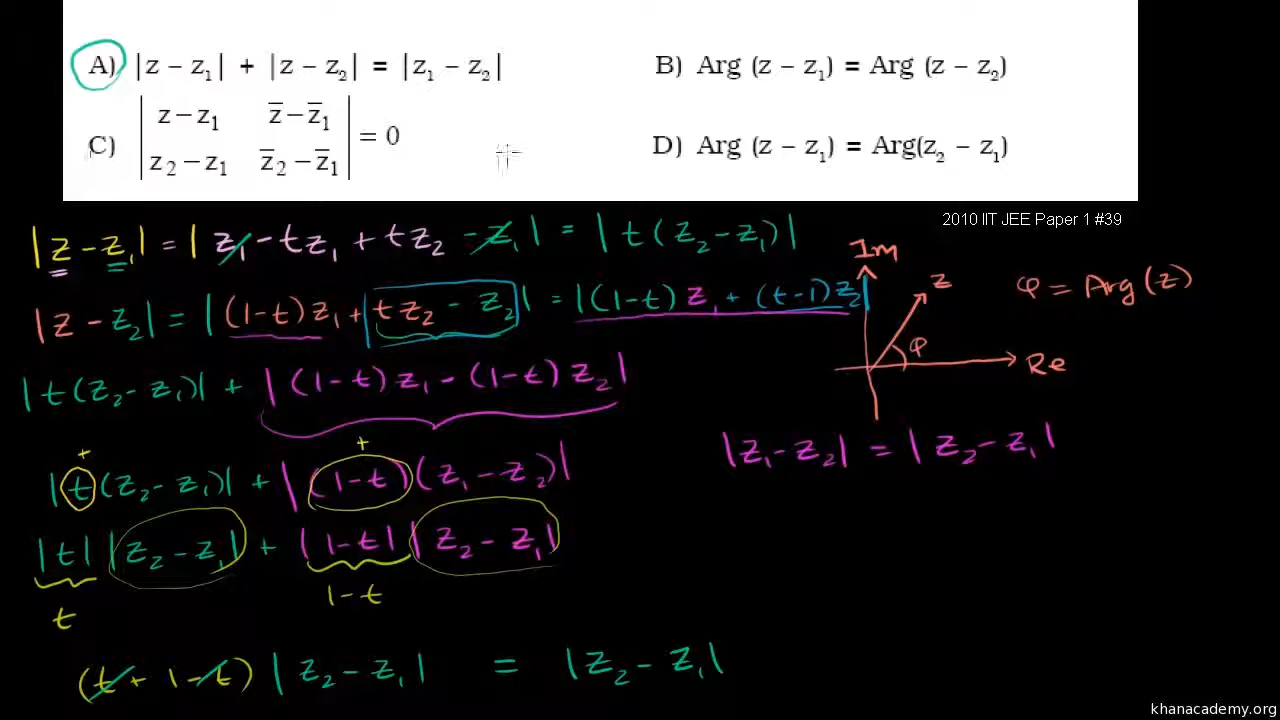 A) |z − z₁| + |z − z₂| = |z₁ − z₂|
B) Arg (z − z₁) = Arg (z − z₂)
C) | z − z₁ z̄ − z̄₁ |
| z₂ − z₁ z̄₂ − z̄₁ | = 0
D) Arg (z − z₁) = Arg(z₂ − z₁)
2010 IIT JEE Paper 1 #39
|z − z₁| = |z₁ − tz₁ + tz₂ − z₁| = |t(z₂ − z₁)|
|z − z₂| = |(1−t)z₁ + tz₂ − z₂| = |(1−t)z₁ + (t−1)z₂|
Im
z
φ = Arg(z)
φ
Re
|t(z₂ − z₁)| + |(1−t)z₁ − (1−t)z₂|
|z₁ − z₂| = |z₂ − z₁|
+ +
|t(z₂ − z₁)| + |(1−t)(z₁ − z₂)|
|t||z₂ − z₁| + |1−t||z₂ − z₁|
t 1−t
(t + 1 − t)|z₂ − z₁| = |z₂ − z₁|
khanacademy.org